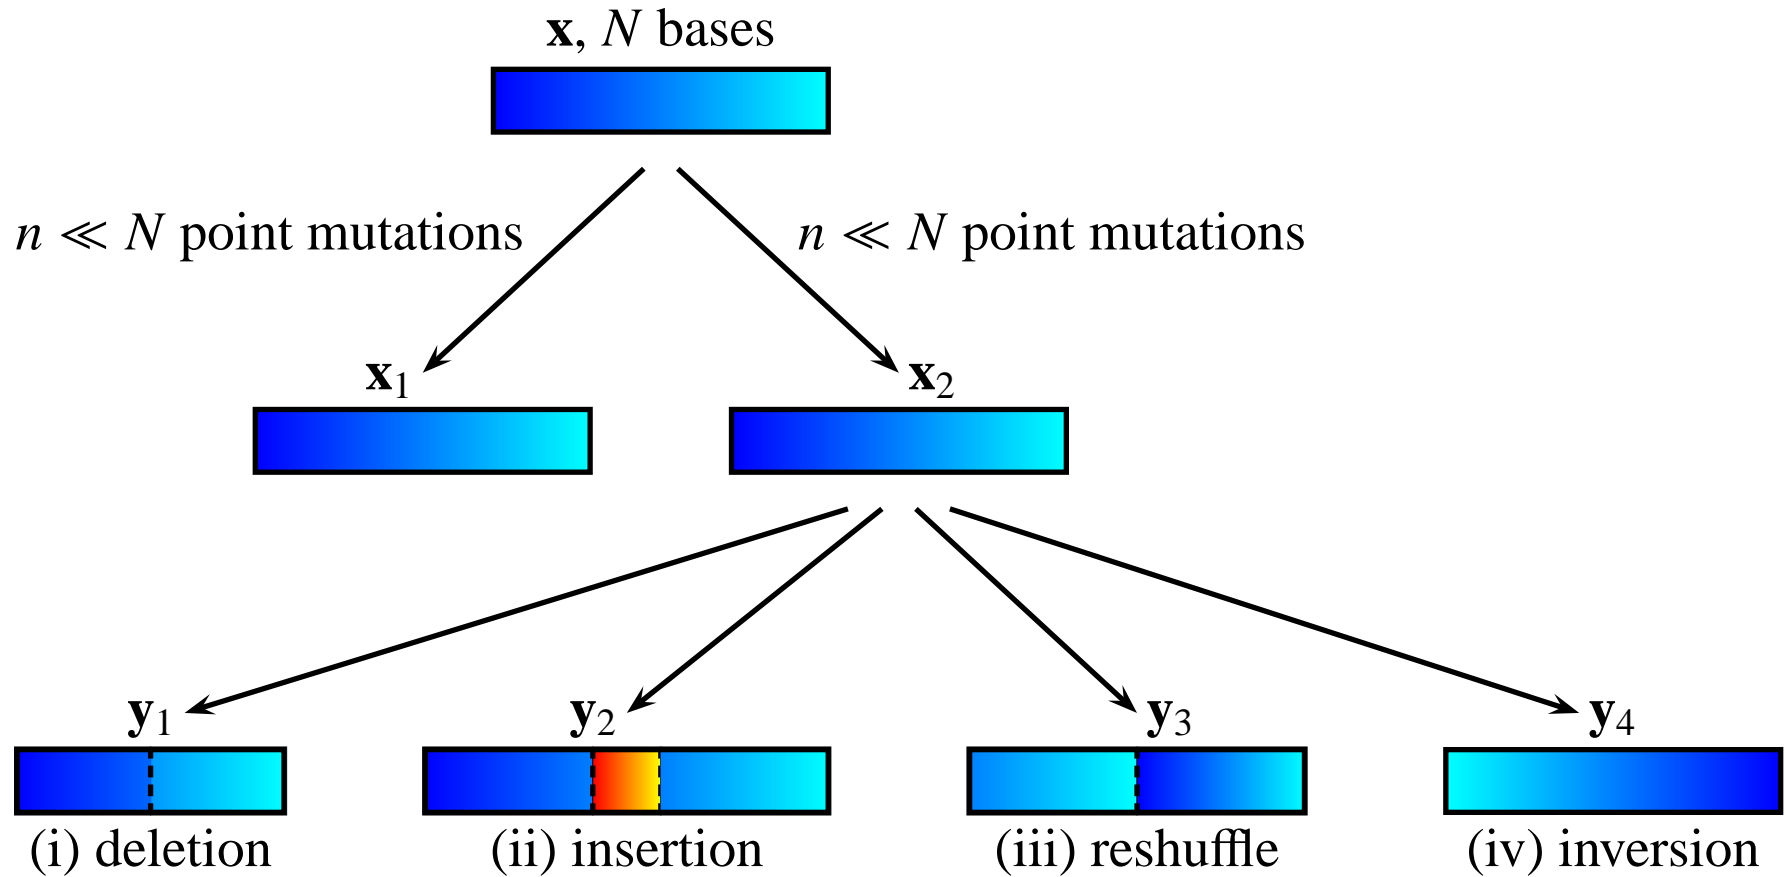 x, N bases
n ≪ N point mutations
n ≪ N point mutations
x₁
x₂
y₁
y₂
y₃
y₄
(i) deletion
(ii) insertion
(iii) reshuffle
(iv) inversion